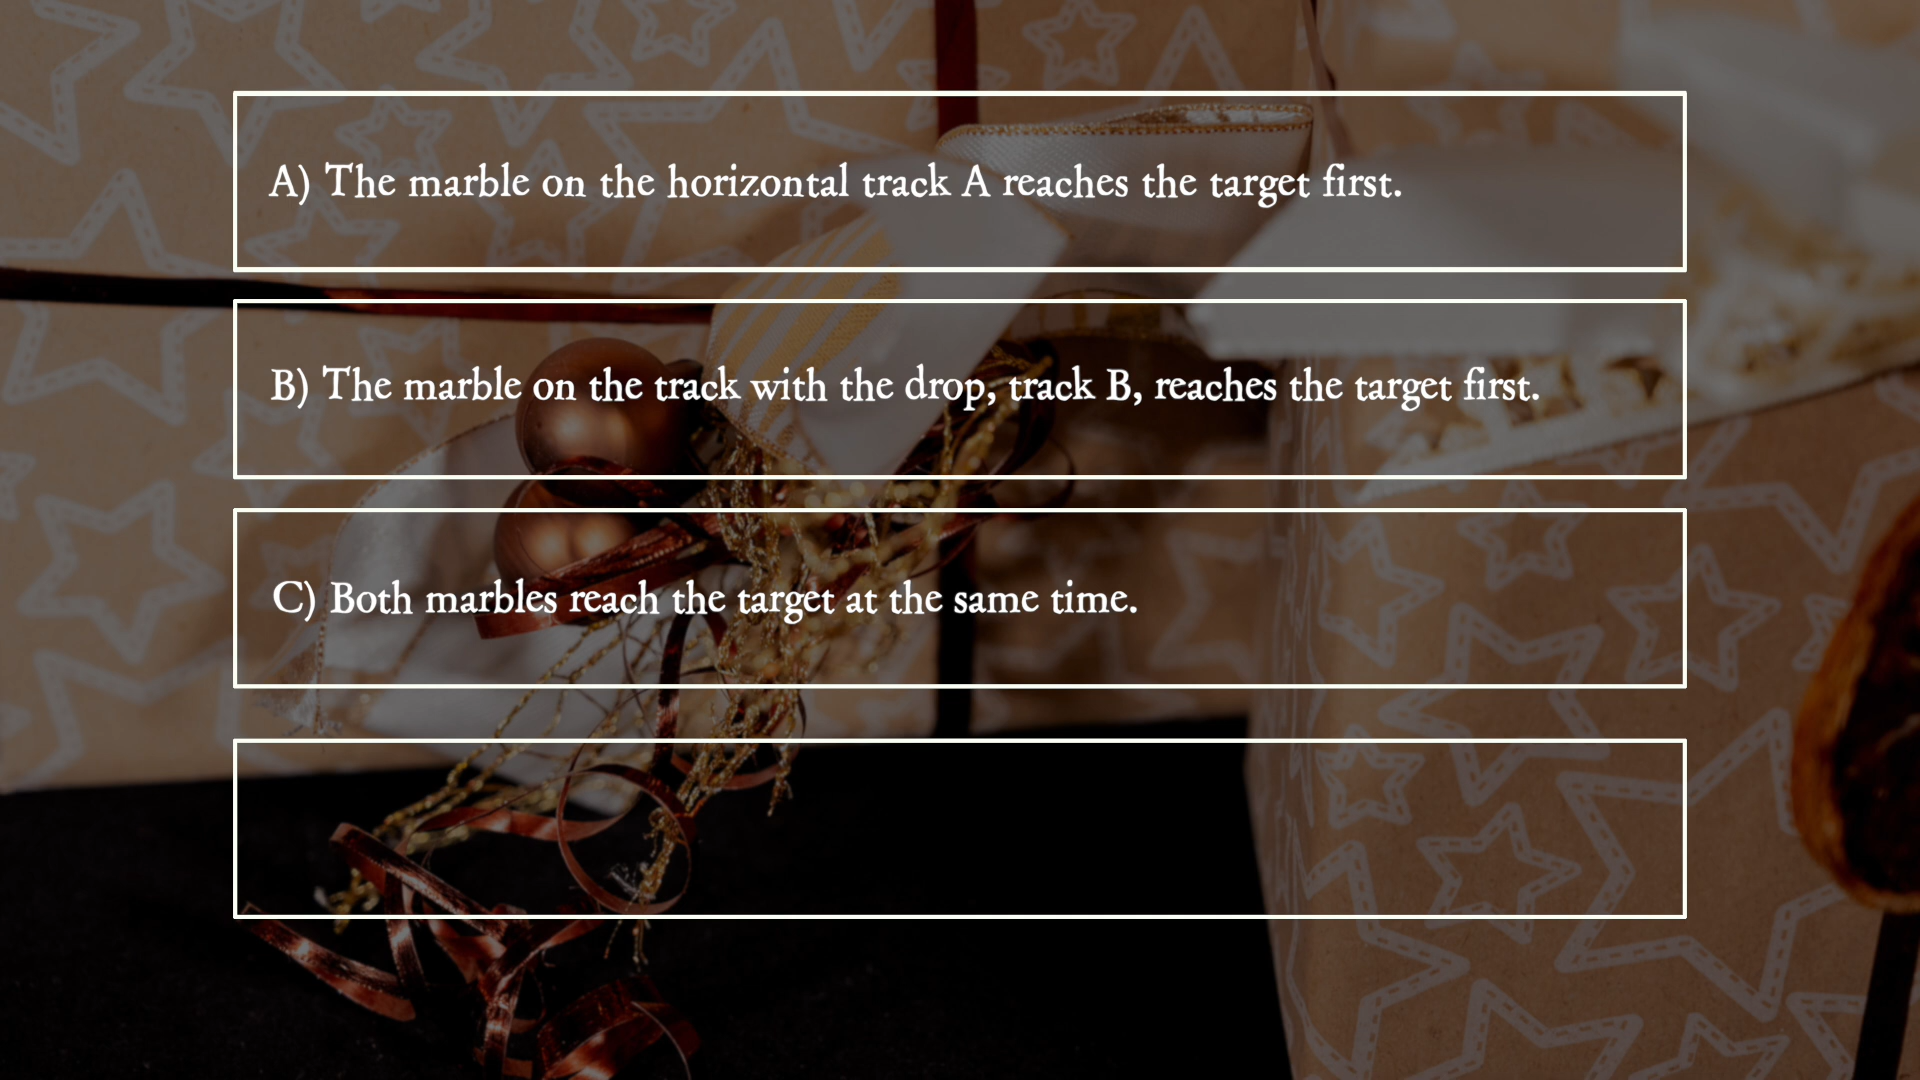 A) The marble on the horizontal track A reaches the target first.
B) The marble on the track with the drop, track B, reaches the target first.
C) Both marbles reach the target at the same time.